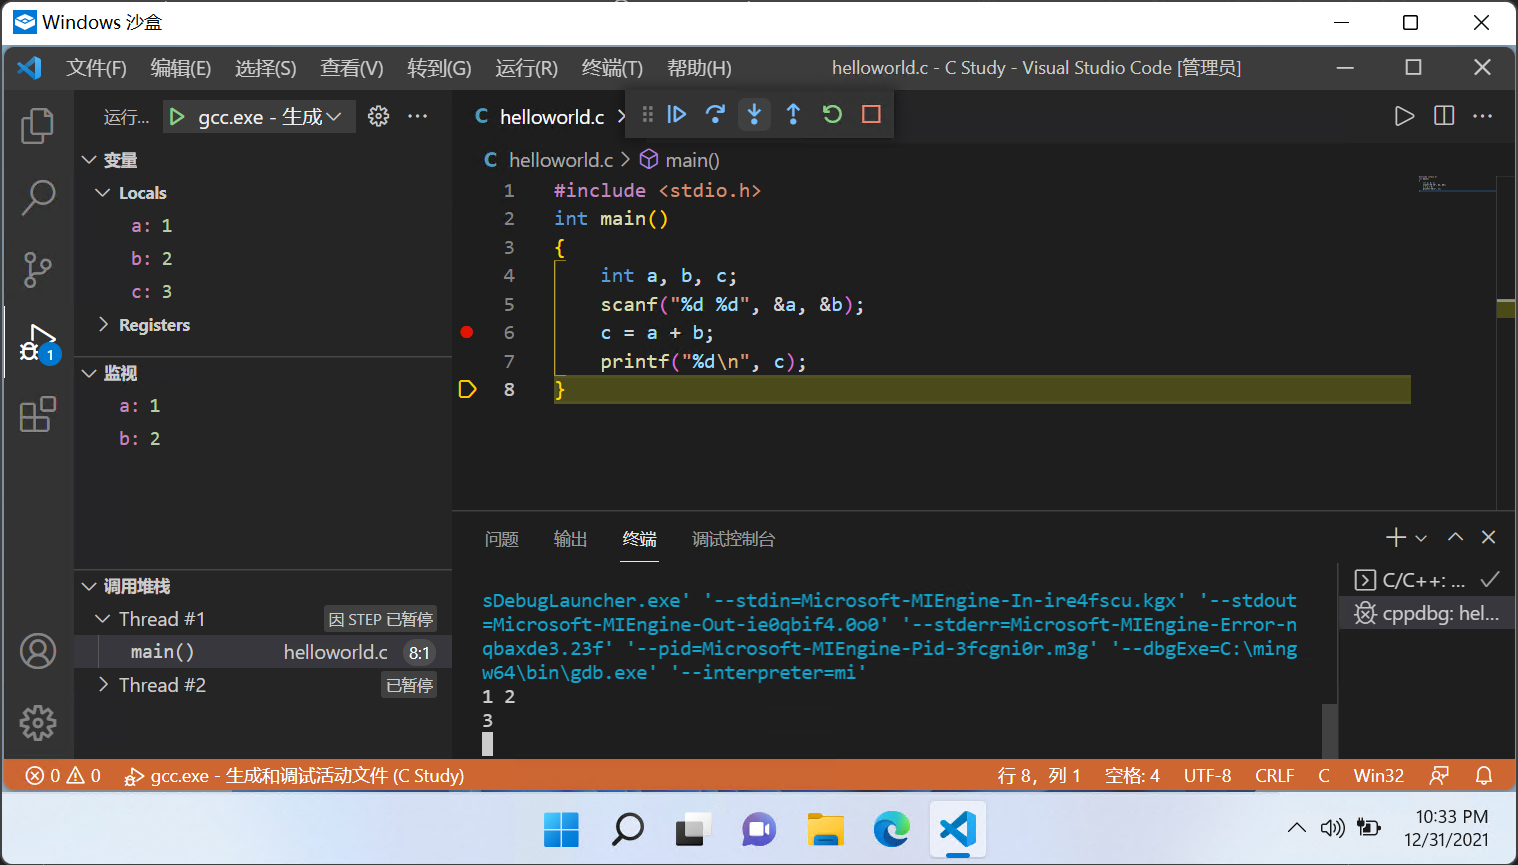 Windows 沙盒
文件(F) 编辑(E) 选择(S) 查看(V) 转到(G) 运行(R) 终端(T) 帮助(H) helloworld.c - C Study - Visual Studio Code [管理员]
运行... gcc.exe - 生成
C helloworld.c
变量
Locals
a: 1
b: 2
c: 3
Registers
监视
a: 1
b: 2
调用堆栈
Thread #1 因 STEP 已暂停
main() helloworld.c 8:1
Thread #2 已暂停
1
C helloworld.c > main()
1 #include <stdio.h>
2 int main()
3 {
4 int a, b, c;
5 scanf("%d %d", &a, &b);
6 c = a + b;
7 printf("%d\n", c);
8 }
问题 输出 终端 调试控制台
sDebugLauncher.exe' '--stdin=Microsoft-MIEngine-In-ire4fscu.kgx' '--stdout
=Microsoft-MIEngine-Out-ie0qbif4.0o0' '--stderr=Microsoft-MIEngine-Error-n
qbaxde3.23f' '--pid=Microsoft-MIEngine-Pid-3fcgni0r.m3g' '--dbgExe=C:\ming
w64\bin\gdb.exe' '--interpreter=mi'
1 2
3
C/C++: ...
cppdbg: hel...
0 0 gcc.exe - 生成和调试活动文件 (C Study) 行 8，列 1 空格: 4 UTF-8 CRLF C Win32
10:33 PM
12/31/2021